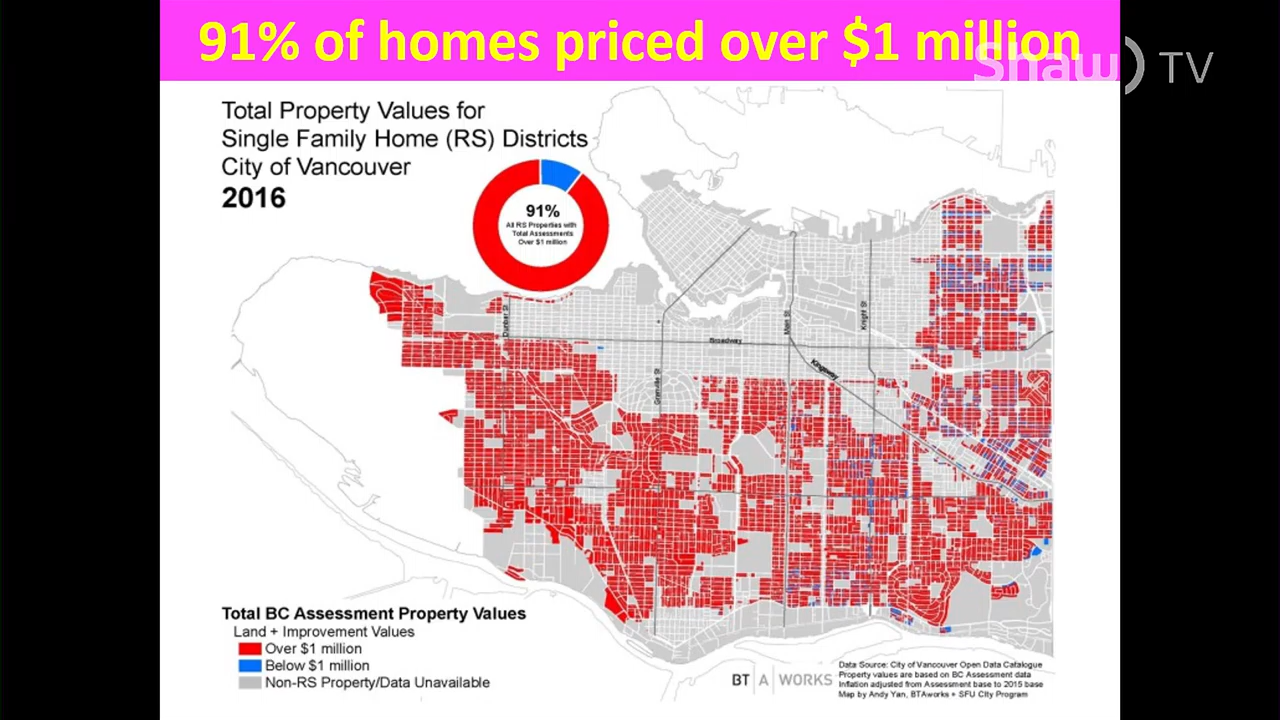 91% of homes priced over $1 million
Shaw) TV
Total Property Values for
Single Family Home (RS) Districts
City of Vancouver
2016
91%
All RS Properties with
Total Assessments
Over $1 million
Dunbar St
Granville St
Main St
Knight St
Broadway
Kingsway
Total BC Assessment Property Values
Land + Improvement Values
Over $1 million
Below $1 million
Non-RS Property/Data Unavailable
BT A WORKS
Data Source: City of Vancouver Open Data Catalogue
Property values are based on BC Assessment data
Inflation adjusted from Assessment base to 2015 base
Map by Andy Yan, BTAworks + SFU City Program